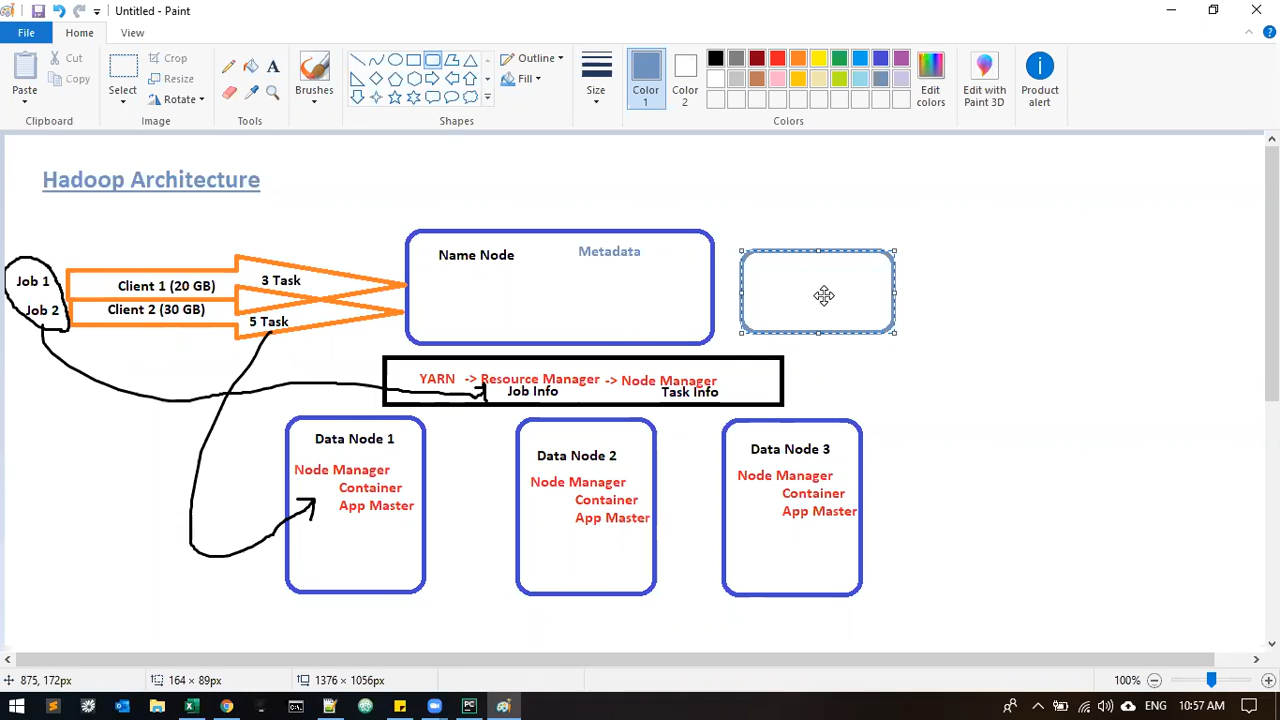 Untitled - Paint
File
Home
View
Paste
Cut
Copy
Clipboard
Select
Crop
Resize
Rotate
Image
Tools
Brushes
Shapes
Outline
Fill
Size
Color
1
Color
2
Edit
colors
Colors
Edit with
Paint 3D
Product
alert
Hadoop Architecture
Job 1
Job 2
Client 1 (20 GB)
Client 2 (30 GB)
3 Task
5 Task
Name Node
Metadata
YARN -> Resource Manager -> Node Manager
Job Info
Task Info
Data Node 1
Node Manager
Container
App Master
Data Node 2
Node Manager
Container
App Master
Data Node 3
Node Manager
Container
App Master
875, 172px
164 × 89px
1376 × 1056px
100%
PC
ENG
10:57 AM